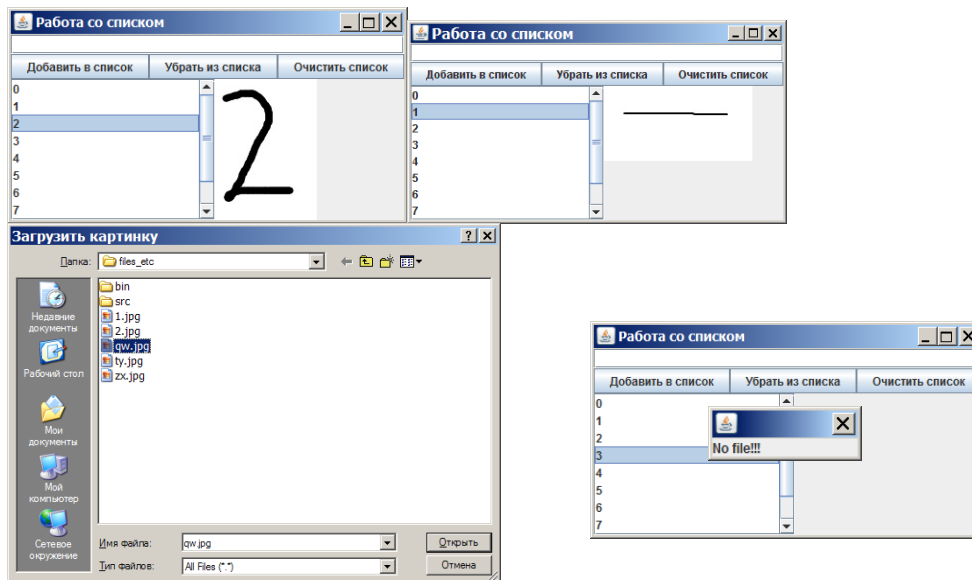 Работа со списком
Добавить в список Убрать из списка Очистить список
0
1
2
3
4
5
6
7
2
Работа со списком
Добавить в список Убрать из списка Очистить список
0
1
2
3
4
5
6
7
Загрузить картинку
Папка: files_etc
Недавние документы
Рабочий стол
Мои документы
Мой компьютер
Сетевое окружение
bin
src
1.jpg
2.jpg
qw.jpg
ty.jpg
zx.jpg
Имя файла: qw.jpg Открыть
Тип файлов: All Files (*.*) Отмена
Работа со списком
Добавить в список Убрать из списка Очистить список
0
1
2
3
4
5
6
7
No file!!!